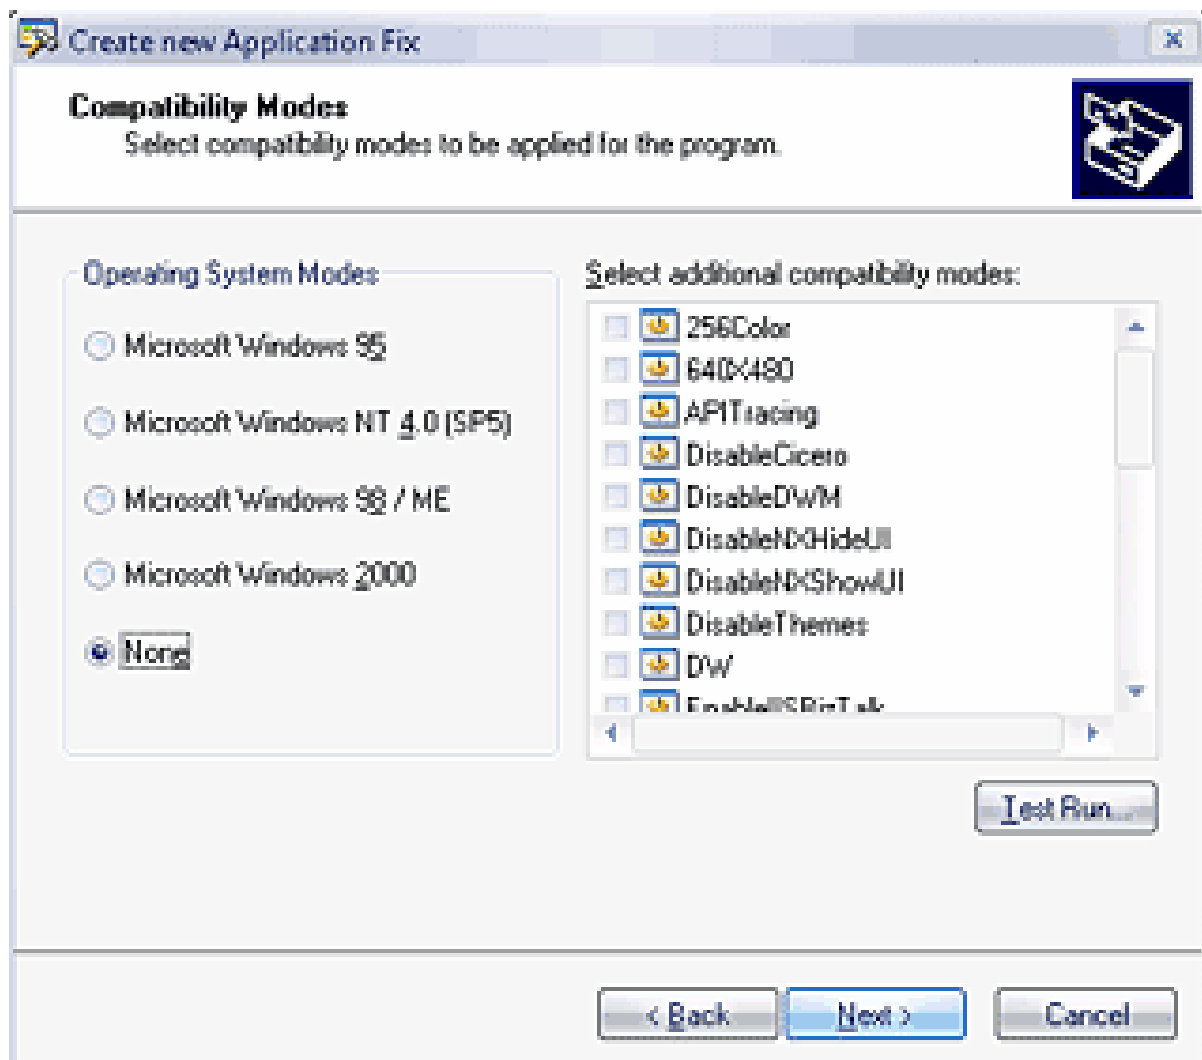 Create new Application Fix
Compatibility Modes
Select compatibility modes to be applied for the program.
Operating System Modes
Microsoft Windows 95
Microsoft Windows NT 4.0 (SP5)
Microsoft Windows 98 / ME
Microsoft Windows 2000
None
Select additional compatibility modes:
256Color
640X480
APITracing
DisableCicero
DisableDWM
DisableNXHideUI
DisableNXShowUI
DisableThemes
DW
EnableIISBizTalk
Test Run...
< Back
Next >
Cancel